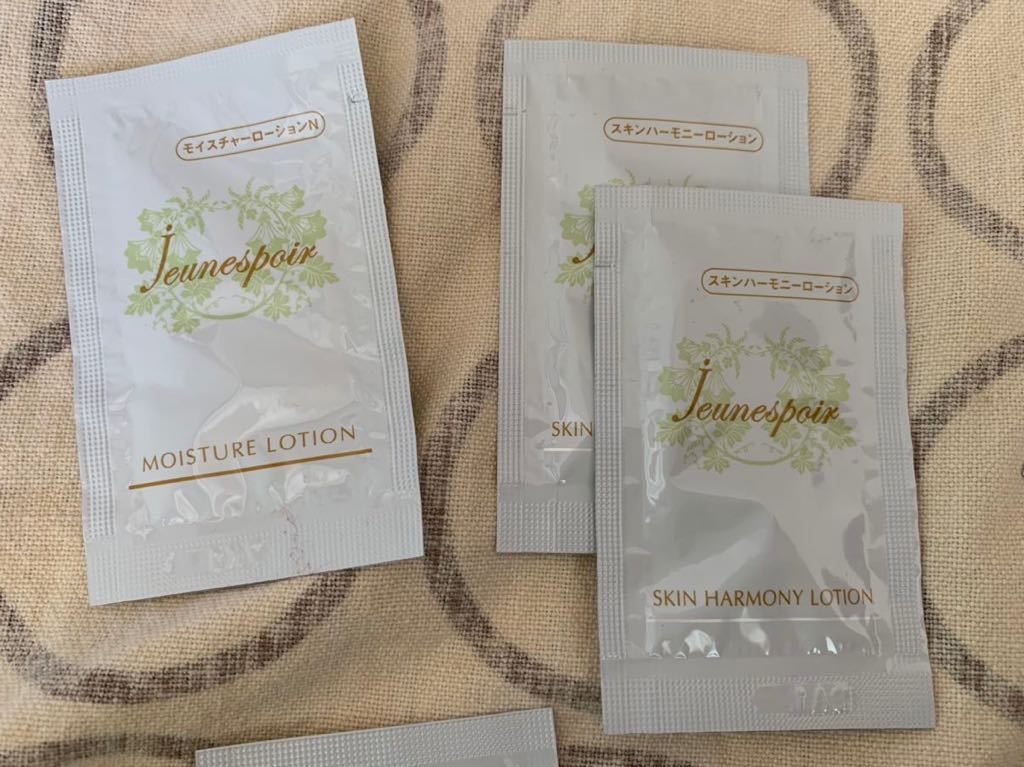 モイスチャーローションN
Jeunespoir
MOISTURE LOTION
スキンハーモニーローション
SKIN
スキンハーモニーローション
Jeunespoir
SKIN HARMONY LOTION